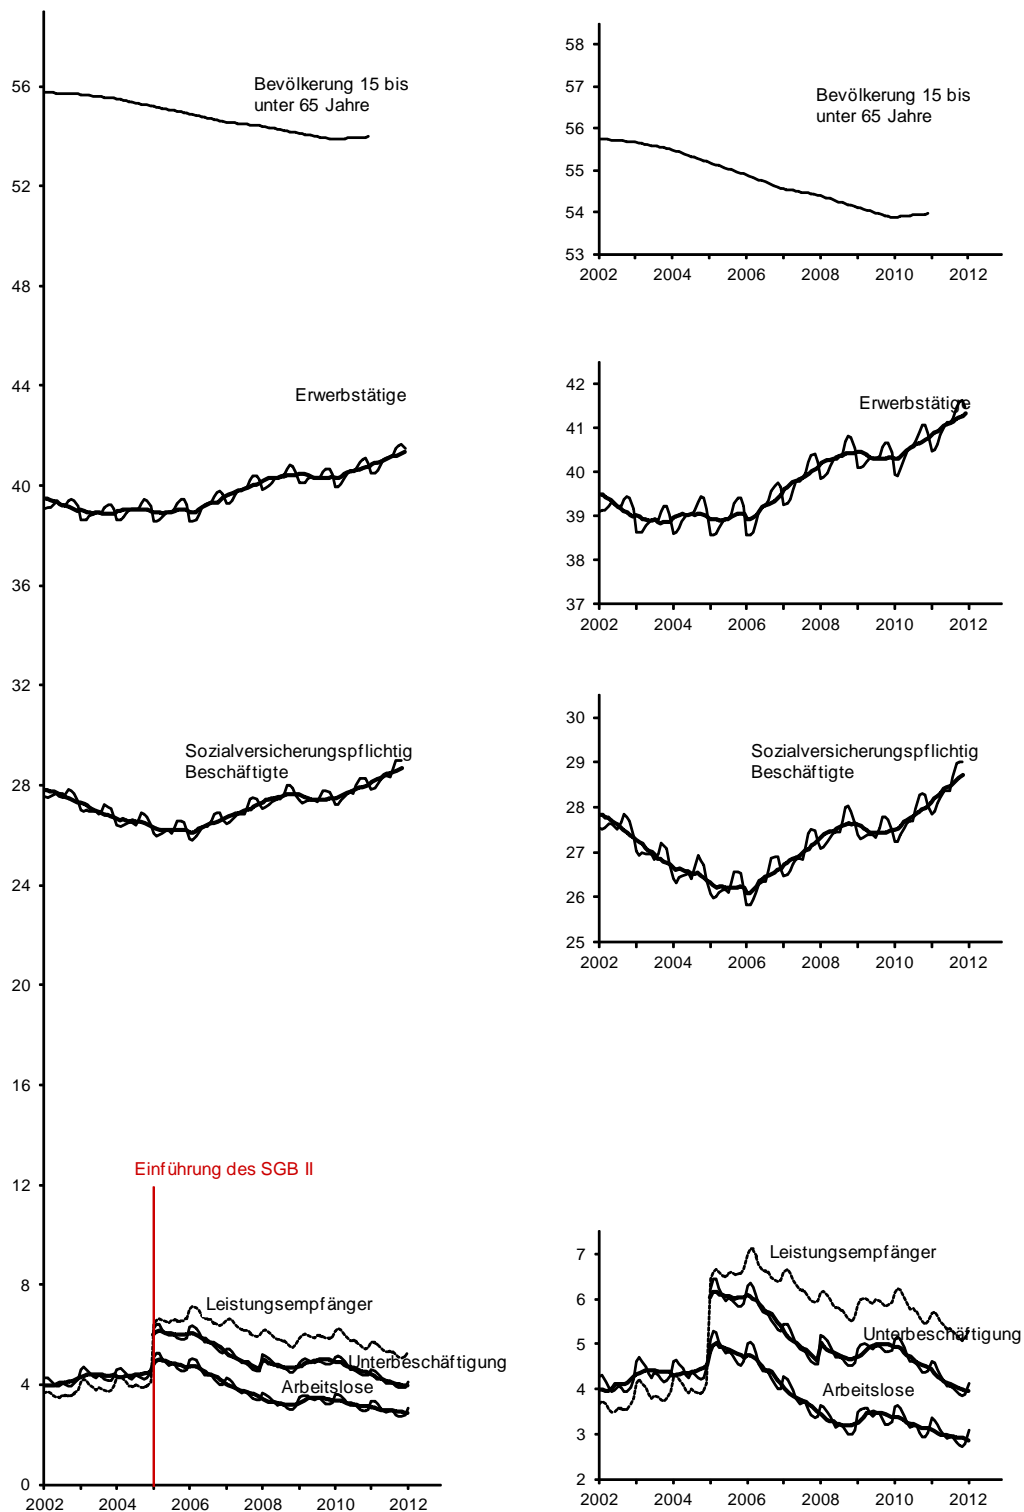 Bevölkerung 15 bis
unter 65 Jahre
Erwerbstätige
Sozialversicherungspflichtig
Beschäftigte
Einführung des SGB II
Leistungsempfänger
Unterbeschäftigung
Arbeitslose
56
52
48
44
40
36
32
28
24
20
16
12
8
4
0
2002 2004 2006 2008 2010 2012
Bevölkerung 15 bis
unter 65 Jahre
58
57
56
55
54
53
2002 2004 2006 2008 2010 2012
Erwerbstätige
42
41
40
39
38
37
2002 2004 2006 2008 2010 2012
Sozialversicherungspflichtig
Beschäftigte
30
29
28
27
26
25
2002 2004 2006 2008 2010 2012
Leistungsempfänger
Unterbeschäftigung
Arbeitslose
7
6
5
4
3
2
2002 2004 2006 2008 2010 2012